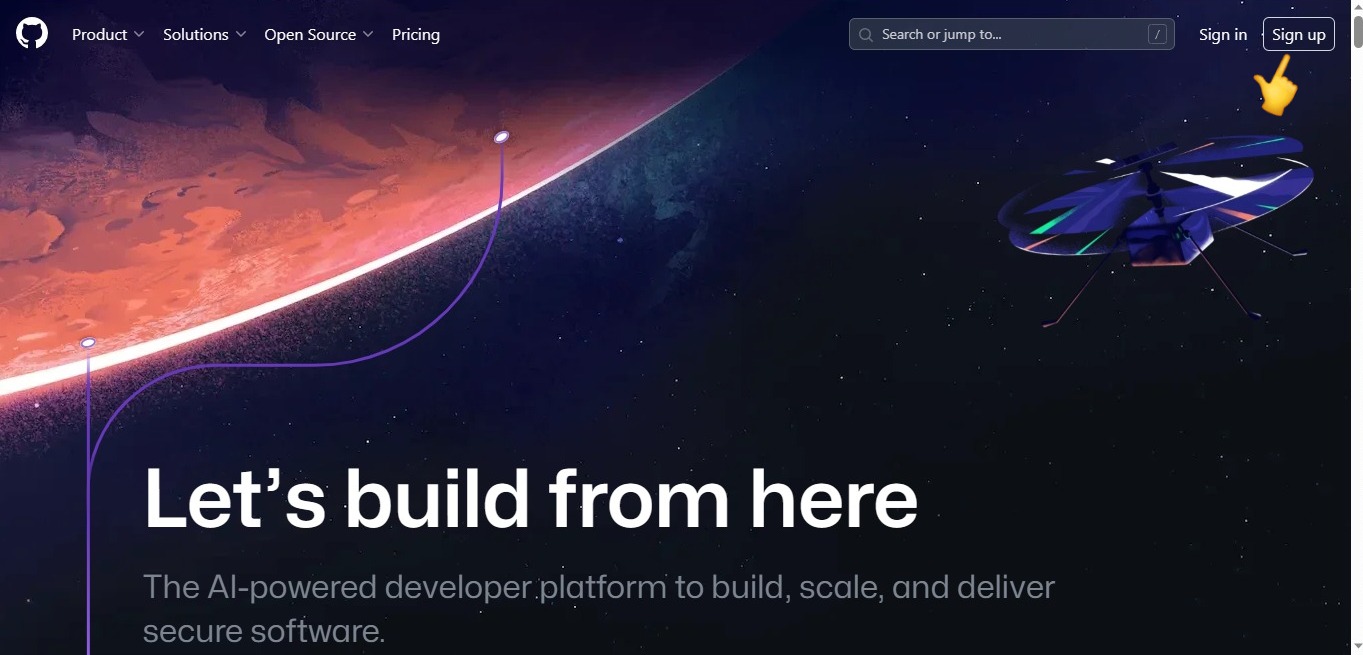 Product
Solutions
Open Source
Pricing
Search or jump to...
/
Sign in
Sign up
Let’s build from here
The AI-powered developer platform to build, scale, and deliver
secure software.